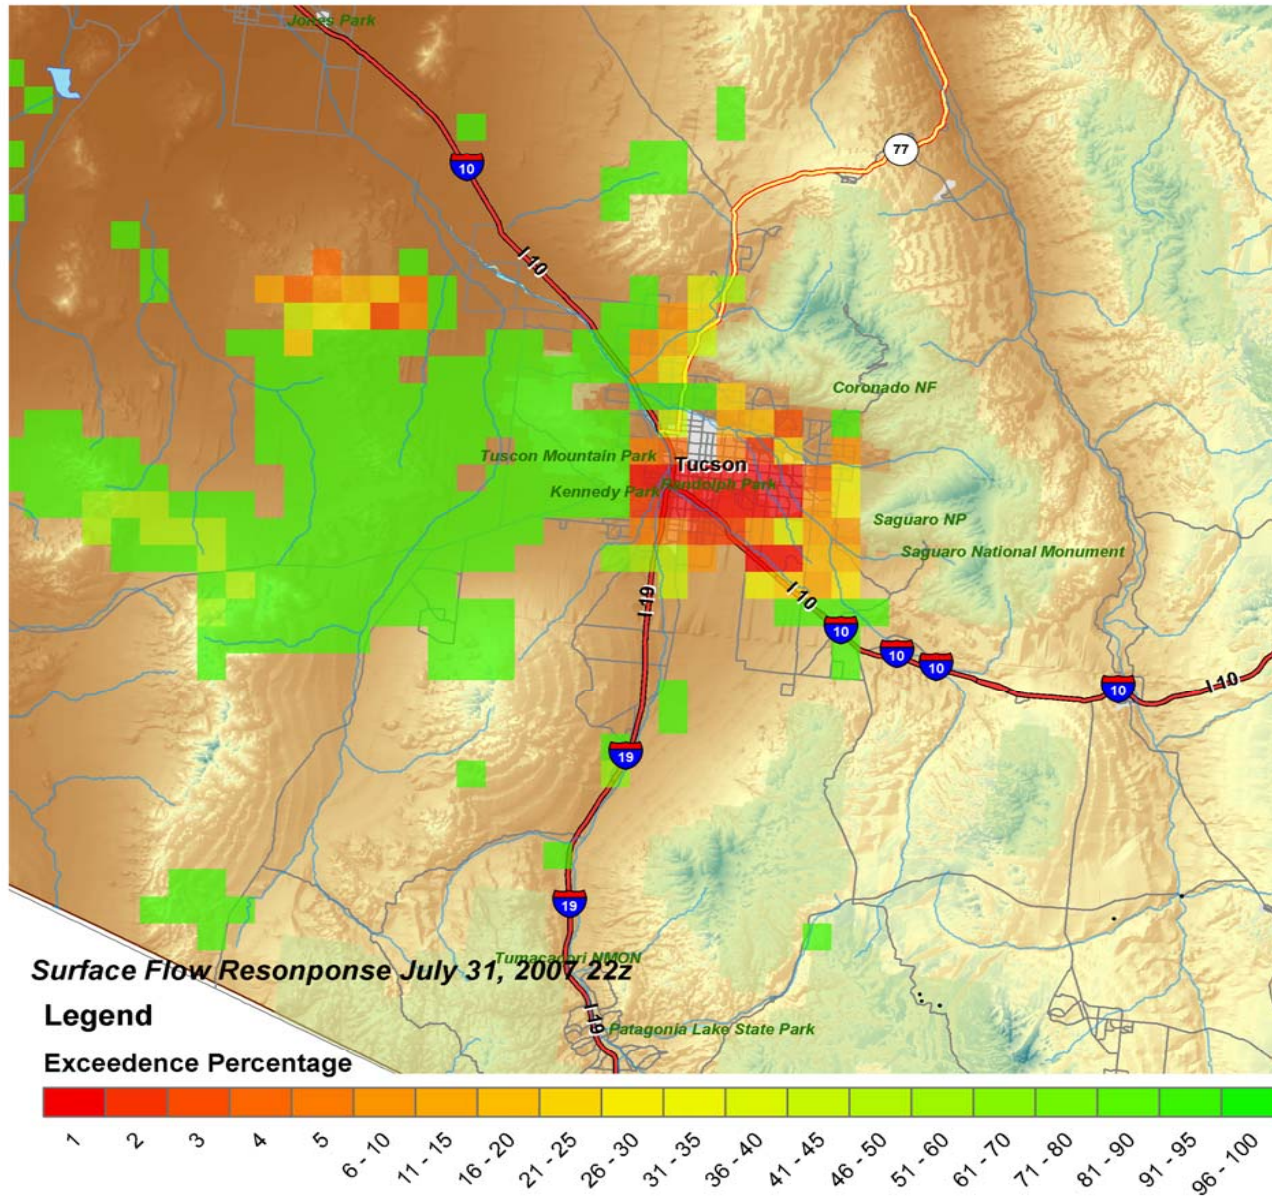 Jones Park
77
10
I 10
Coronado NF
Tuscon Mountain Park
Tucson
Kennedy Park
Randolph Park
Saguaro NP
Saguaro National Monument
I 19
I 10
10
10
10
10
I 10
19
19
Tumacacori NMON
Surface Flow Resonponse July 31, 2007 22z
I 19
Patagonia Lake State Park
Legend
Exceedence Percentage
1
2
3
4
5
6 - 10
11 - 15
16 - 20
21 - 25
26 - 30
31 - 35
36 - 40
41 - 45
46 - 50
51 - 60
61 - 70
71 - 80
81 - 90
91 - 95
96 - 100